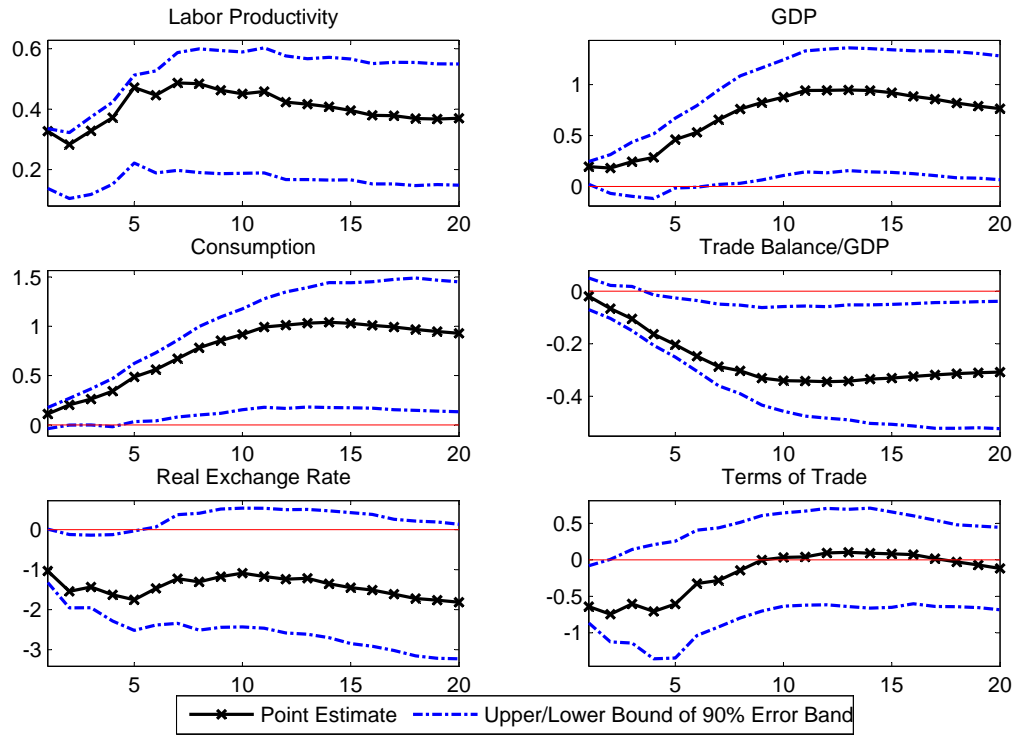 Labor Productivity
0.6
0.4
0.2
5 10 15 20
GDP
1
0.5
0
5 10 15 20
Consumption
1.5
1
0.5
0
5 10 15 20
Trade Balance/GDP
0
-0.2
-0.4
5 10 15 20
Real Exchange Rate
0
-1
-2
-3
5 10 15 20
Terms of Trade
0.5
0
-0.5
-1
5 10 15 20
Point Estimate
Upper/Lower Bound of 90% Error Band